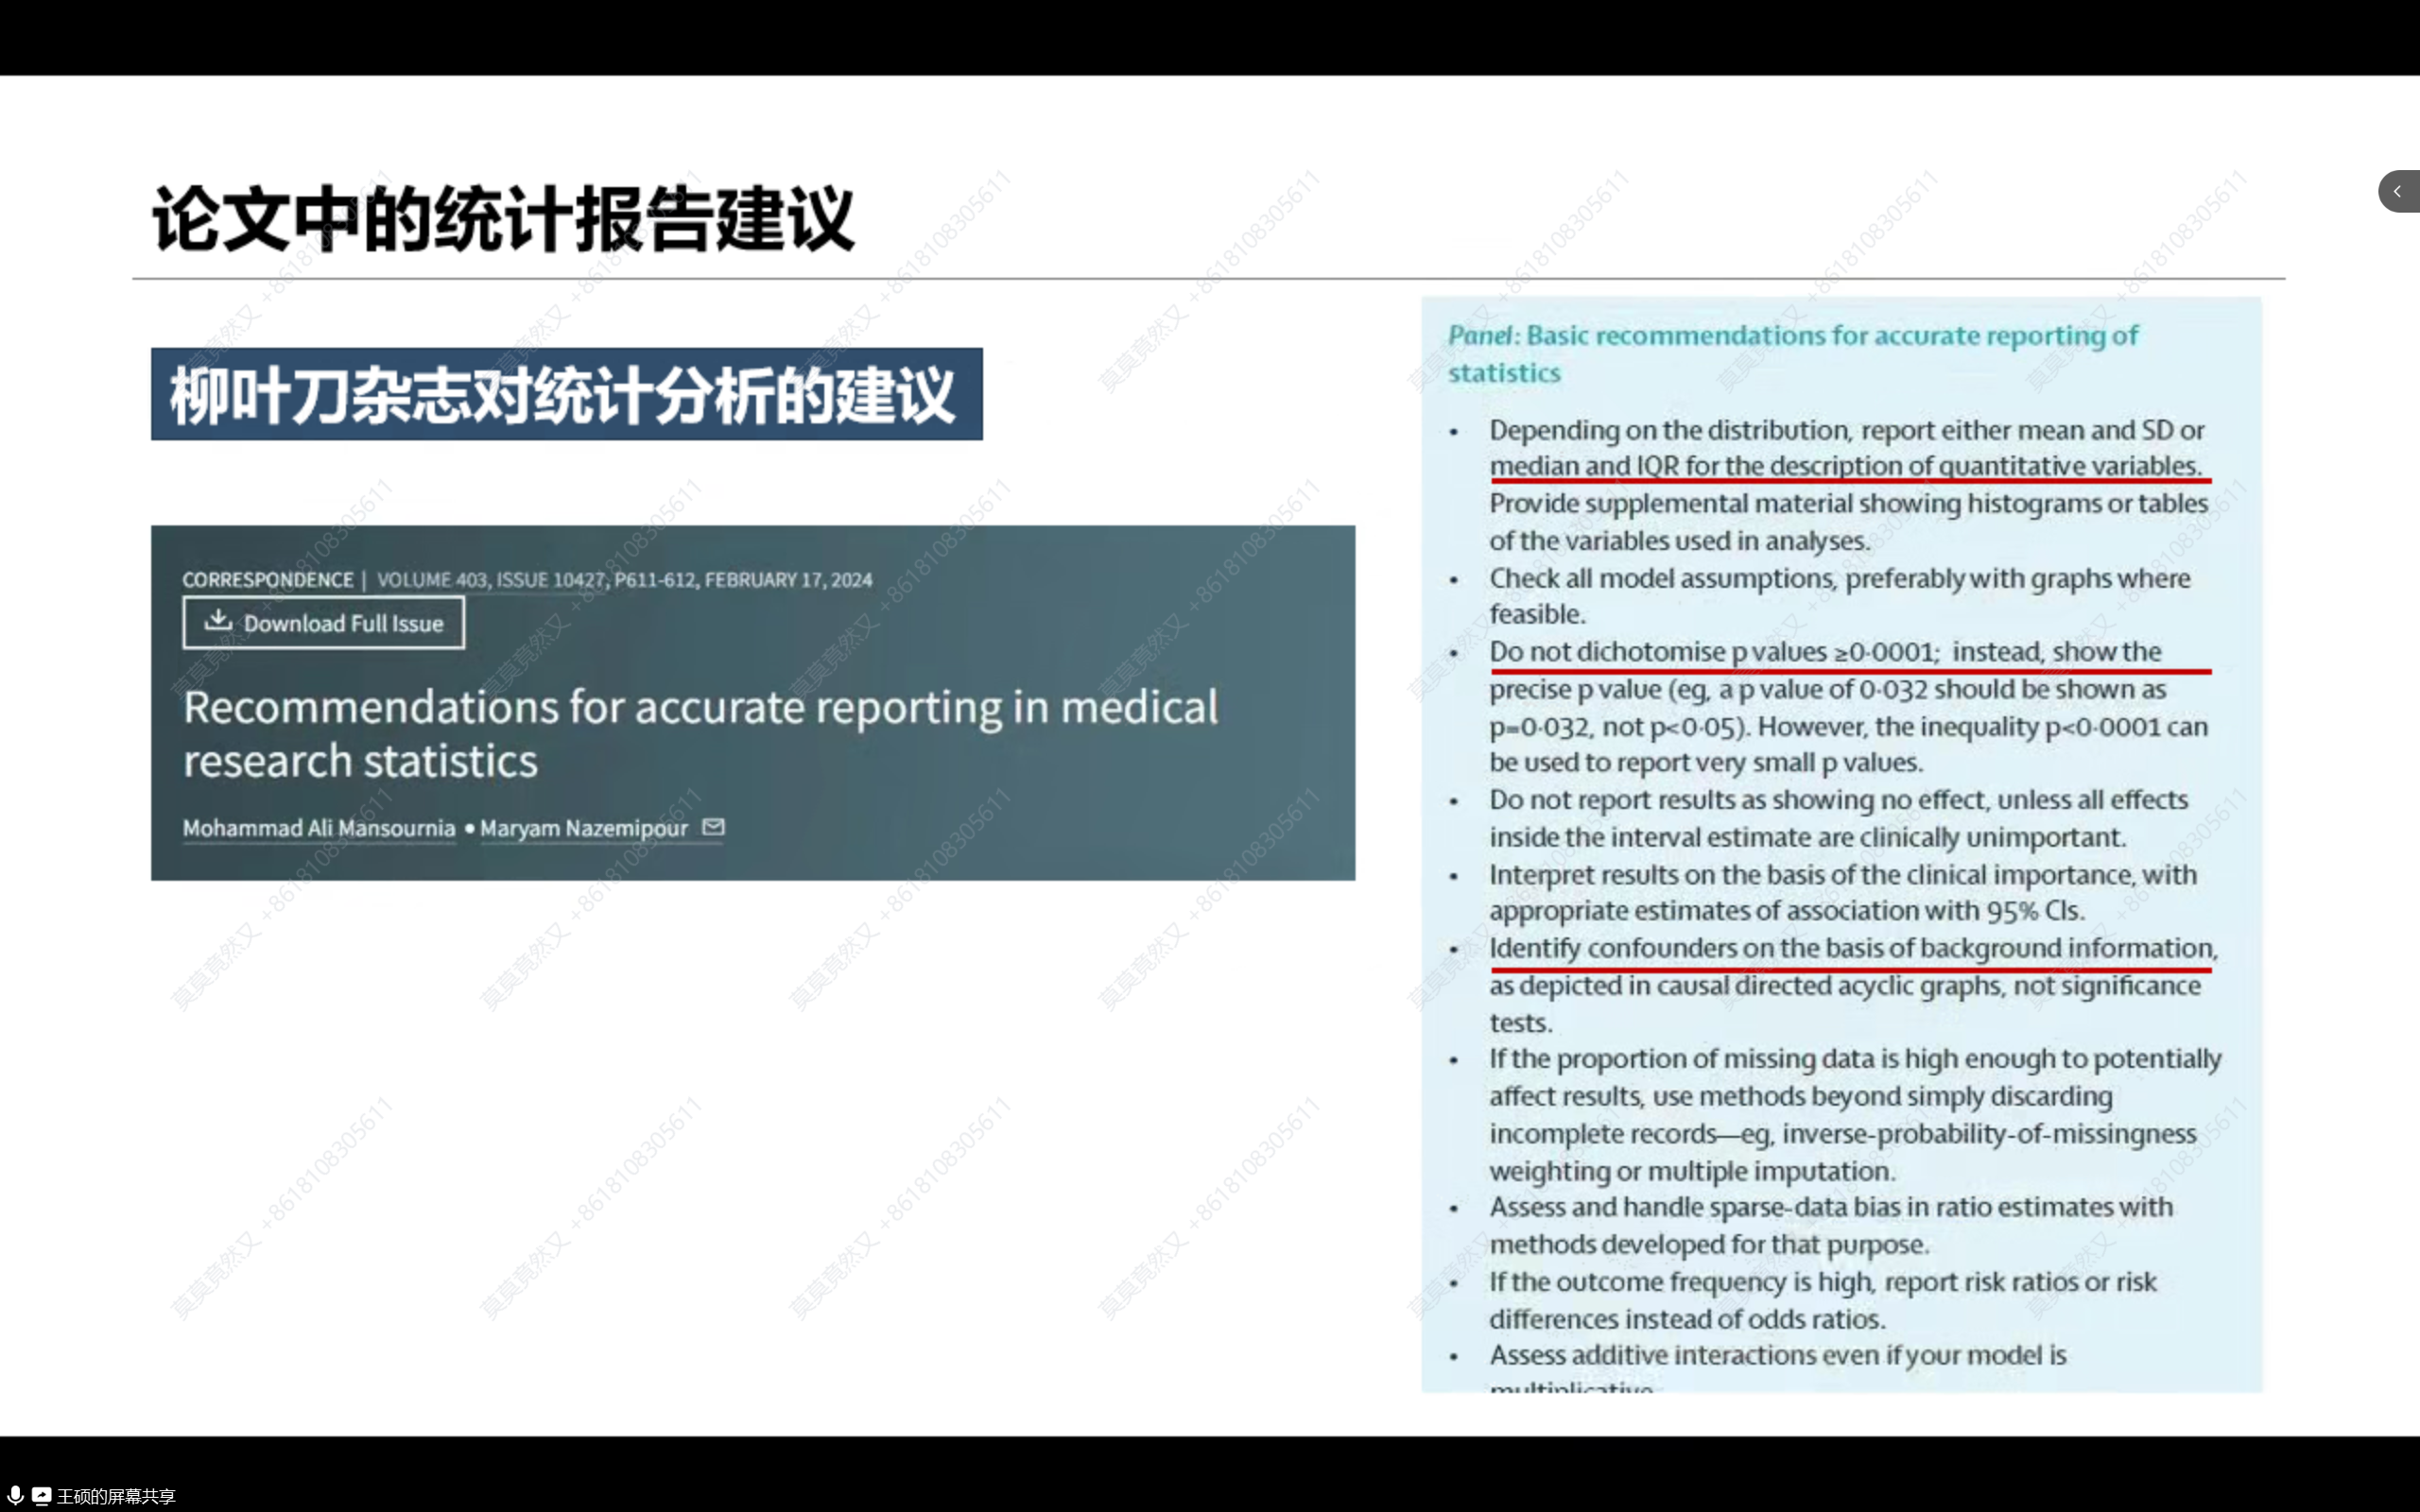 论文中的统计报告建议
柳叶刀杂志对统计分析的建议
CORRESPONDENCE | VOLUME 403, ISSUE 10427, P611-612, FEBRUARY 17, 2024
Download Full Issue
Recommendations for accurate reporting in medical
research statistics
Mohammad Ali Mansournia • Maryam Nazemipour
Panel: Basic recommendations for accurate reporting of
statistics
• Depending on the distribution, report either mean and SD or
median and IQR for the description of quantitative variables.
Provide supplemental material showing histograms or tables
of the variables used in analyses.
• Check all model assumptions, preferably with graphs where
feasible.
• Do not dichotomise p values ≥0·0001; instead, show the
precise p value (eg, a p value of 0·032 should be shown as
p=0·032, not p<0·05). However, the inequality p<0·0001 can
be used to report very small p values.
• Do not report results as showing no effect, unless all effects
inside the interval estimate are clinically unimportant.
• Interpret results on the basis of the clinical importance, with
appropriate estimates of association with 95% CIs.
• Identify confounders on the basis of background information,
as depicted in causal directed acyclic graphs, not significance
tests.
• If the proportion of missing data is high enough to potentially
affect results, use methods beyond simply discarding
incomplete records—eg, inverse-probability-of-missingness
weighting or multiple imputation.
• Assess and handle sparse-data bias in ratio estimates with
methods developed for that purpose.
• If the outcome frequency is high, report risk ratios or risk
differences instead of odds ratios.
• Assess additive interactions even if your model is
multiplicative.
莫莫竟然又 +8618108305611
王硕的屏幕共享